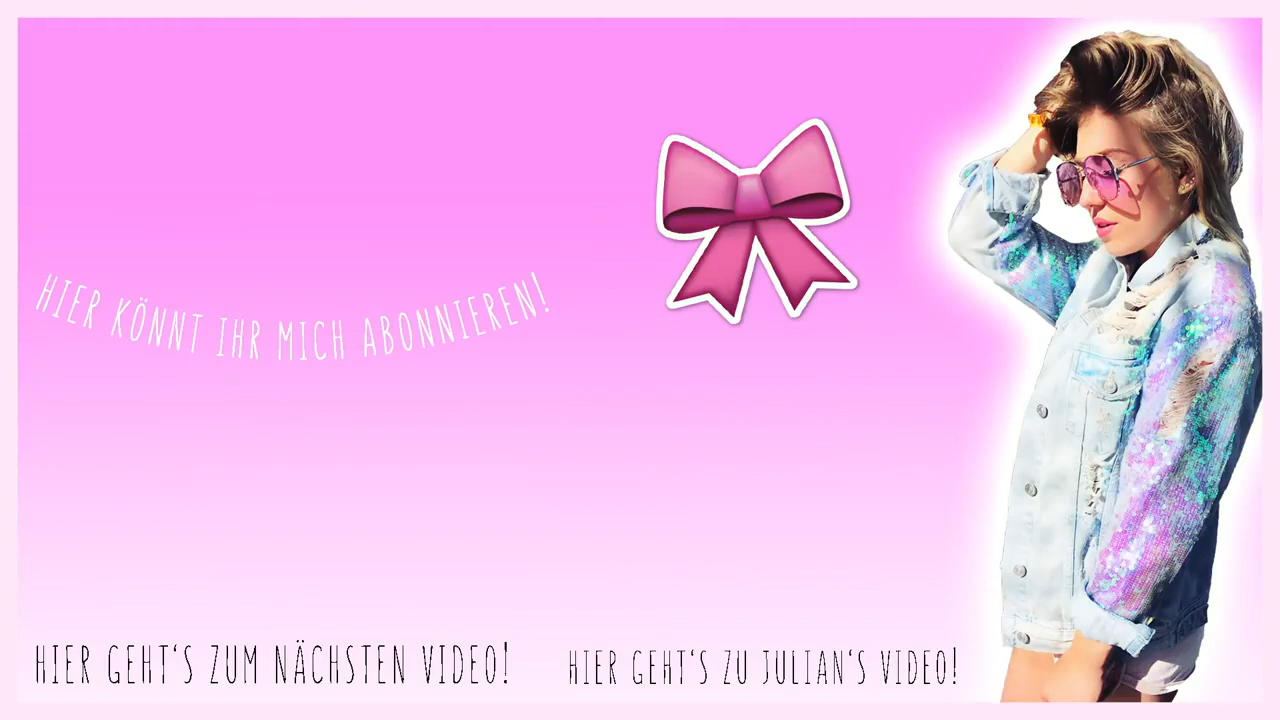 HIER KÖNNT IHR MICH ABONNIEREN!
HIER GEHT'S ZUM NÄCHSTEN VIDEO!
HIER GEHT'S ZU JULIAN'S VIDEO!